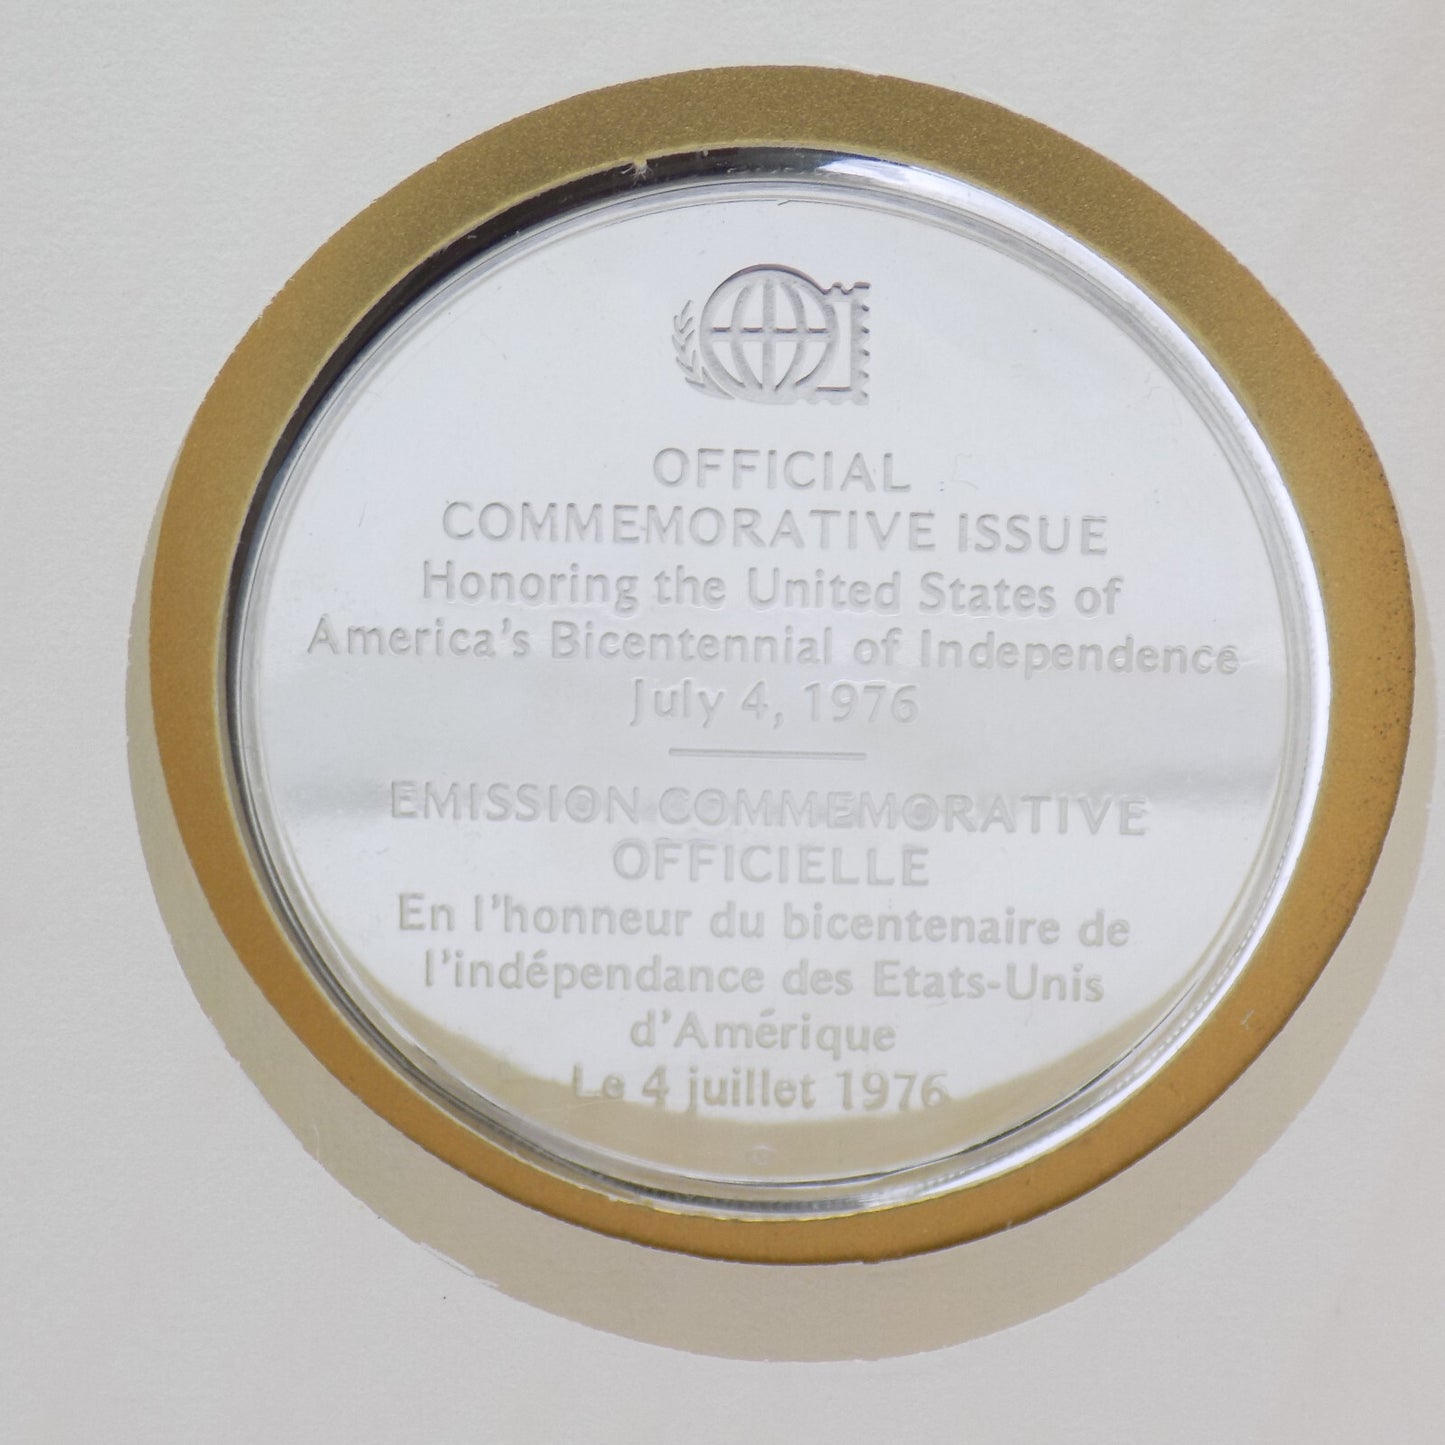 OFFICIAL
COMMEMORATIVE ISSUE
Honoring the United States of
America's Bicentennial of Independence
July 4, 1976
EMISSION COMMEMORATIVE
OFFICIELLE
En l'honneur du bicentenaire de
l'indépendance des Etats-Unis
d'Amérique
Le 4 juillet 1976